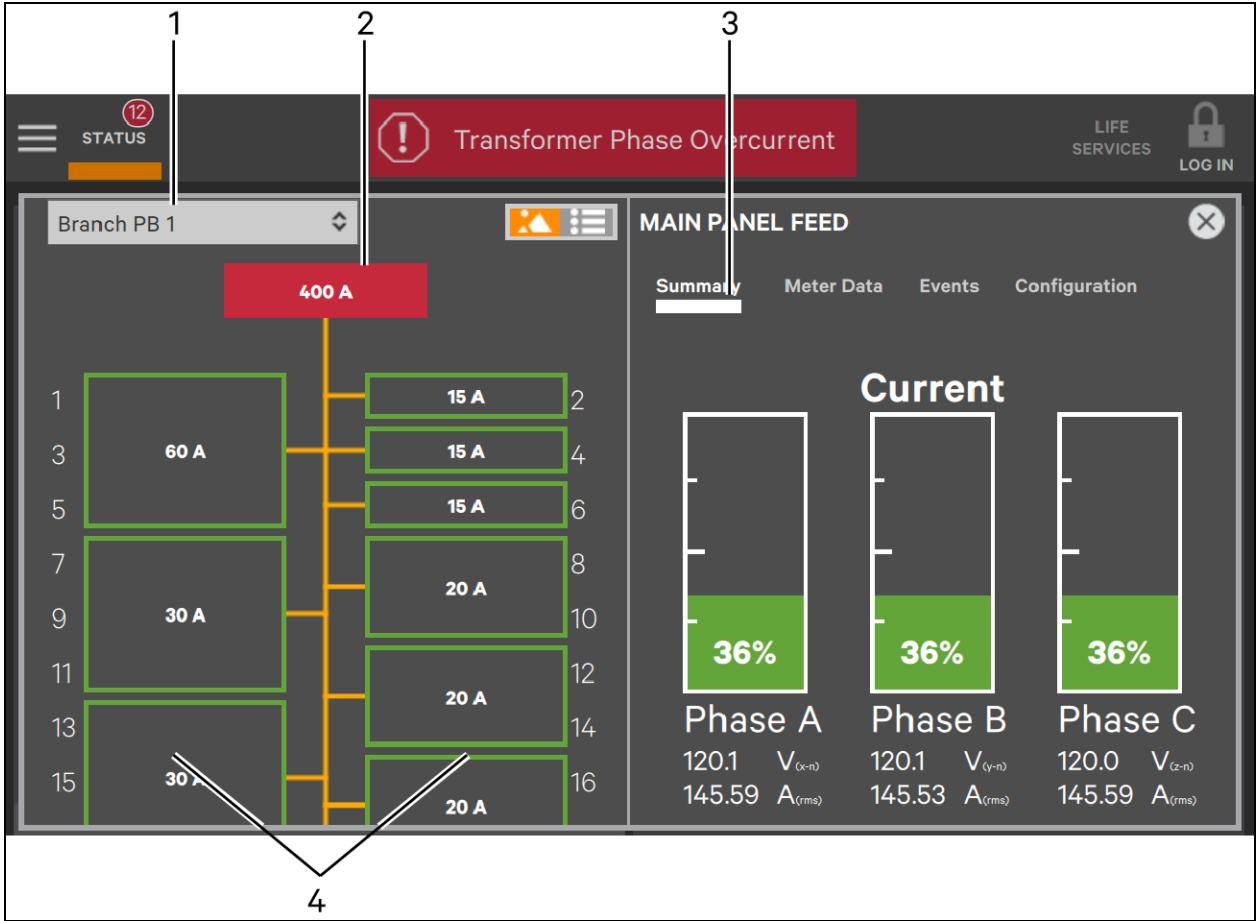 1 2 3
12
STATUS
Transformer Phase Overcurrent
LIFE
SERVICES
LOG IN
Branch PB 1
400 A
1 60 A 15 A 2
3 15 A 4
5 15 A 6
7 30 A 20 A 8
9 10
11 20 A 12
13 30 A 14
15 20 A 16
4
MAIN PANEL FEED
Summary Meter Data Events Configuration
Current
36% 36% 36%
Phase A Phase B Phase C
120.1 V(x-n) 120.1 V(y-n) 120.0 V(z-n)
145.59 A(rms) 145.53 A(rms) 145.59 A(rms)